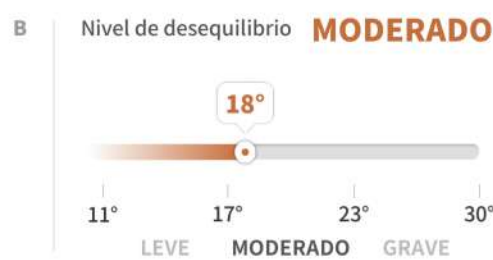 B Nivel de desequilibrio MODERADO
18°
11° 17° 23° 30°
LEVE MODERADO GRAVE